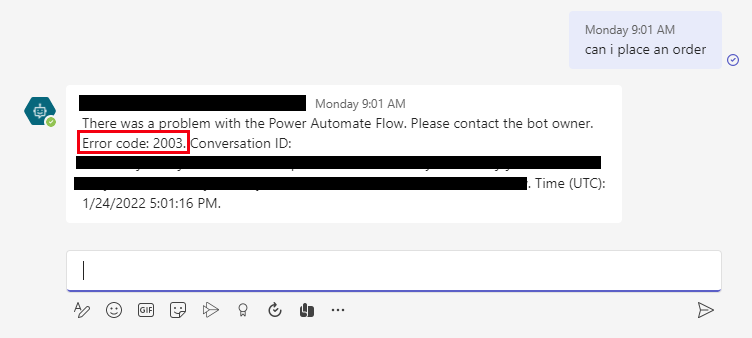 Monday 9:01 AM
can i place an order
Monday 9:01 AM
There was a problem with the Power Automate Flow. Please contact the bot owner.
Error code: 2003. Conversation ID:
. Time (UTC):
1/24/2022 5:01:16 PM.
GIF